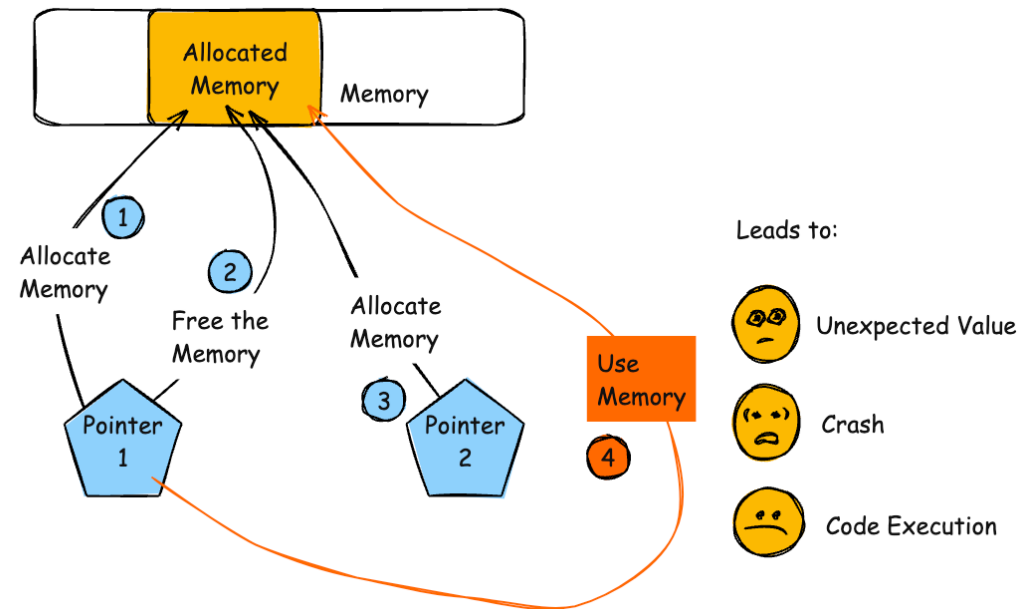 Allocated
Memory
Memory
1
Allocate
Memory
2
Free the
Memory
Allocate
Memory
3
Pointer
1
Pointer
2
Use
Memory
4
Leads to:
Unexpected Value
Crash
Code Execution